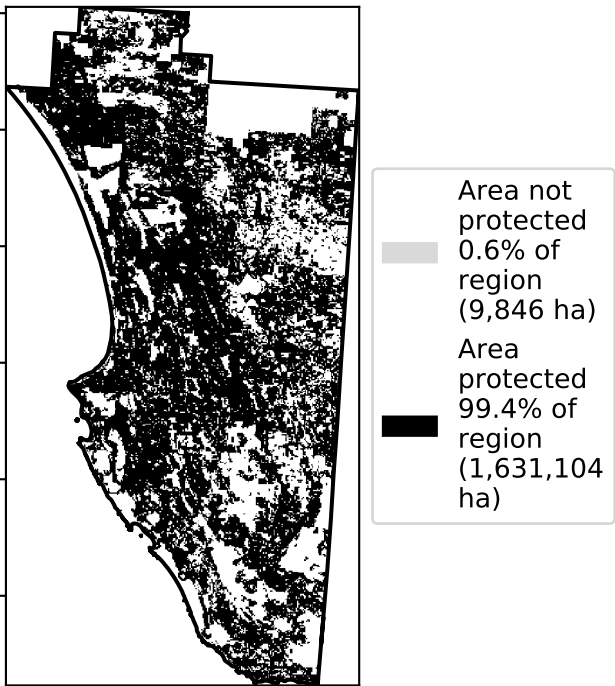 Area not
protected
0.6% of
region
(9,846 ha)
Area
protected
99.4% of
region
(1,631,104
ha)